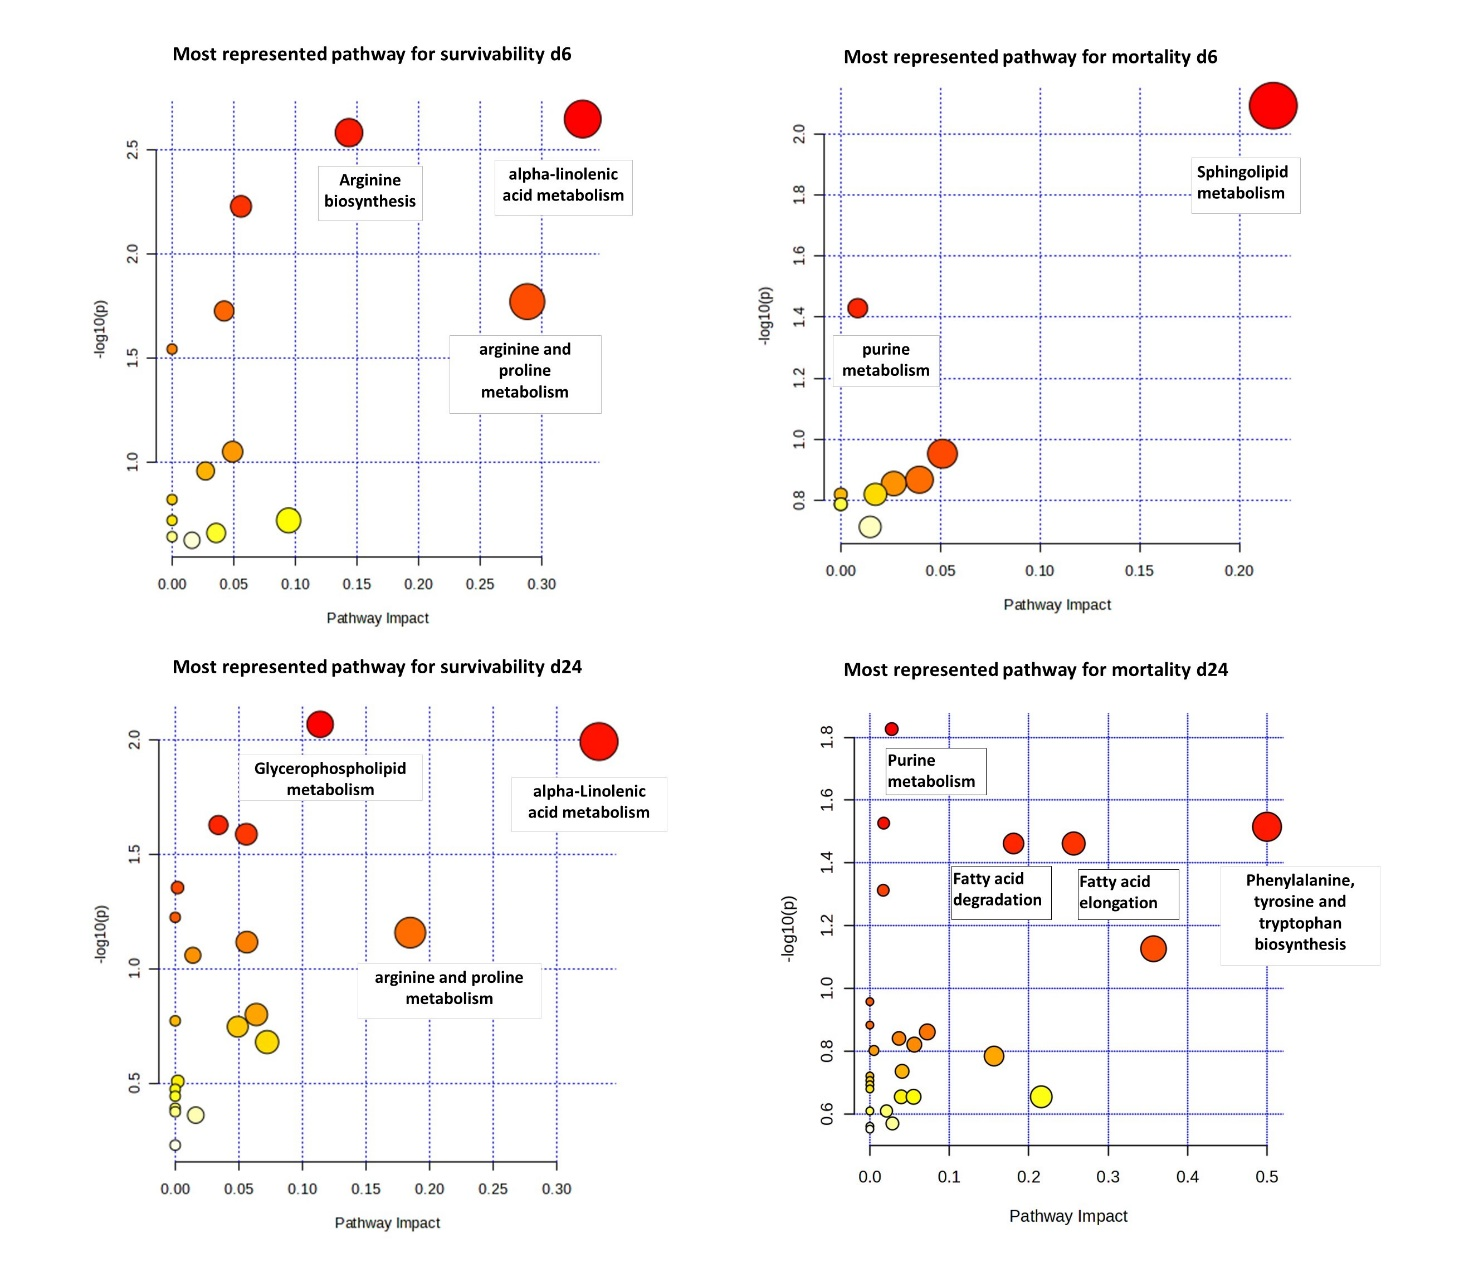 Most represented pathway for survivability d6
2.5
2.0
1.5
1.0
-log10(p)
Arginine
biosynthesis
alpha-linolenic
acid metabolism
arginine and
proline
metabolism
0.00 0.05 0.10 0.15 0.20 0.25 0.30
Pathway Impact
Most represented pathway for mortality d6
2.0
1.8
1.6
1.4
1.2
1.0
0.8
-log10(p)
Sphingolipid
metabolism
purine
metabolism
0.00 0.05 0.10 0.15 0.20
Pathway Impact
Most represented pathway for survivability d24
2.0
1.5
1.0
0.5
-log10(p)
Glycerophospholipid
metabolism
alpha-Linolenic
acid metabolism
arginine and proline
metabolism
0.00 0.05 0.10 0.15 0.20 0.25 0.30
Pathway Impact
Most represented pathway for mortality d24
1.8
1.6
1.4
1.2
1.0
0.8
0.6
-log10(p)
Purine
metabolism
Fatty acid
degradation
Fatty acid
elongation
Phenylalanine,
tyrosine and
tryptophan
biosynthesis
0.0 0.1 0.2 0.3 0.4 0.5
Pathway Impact